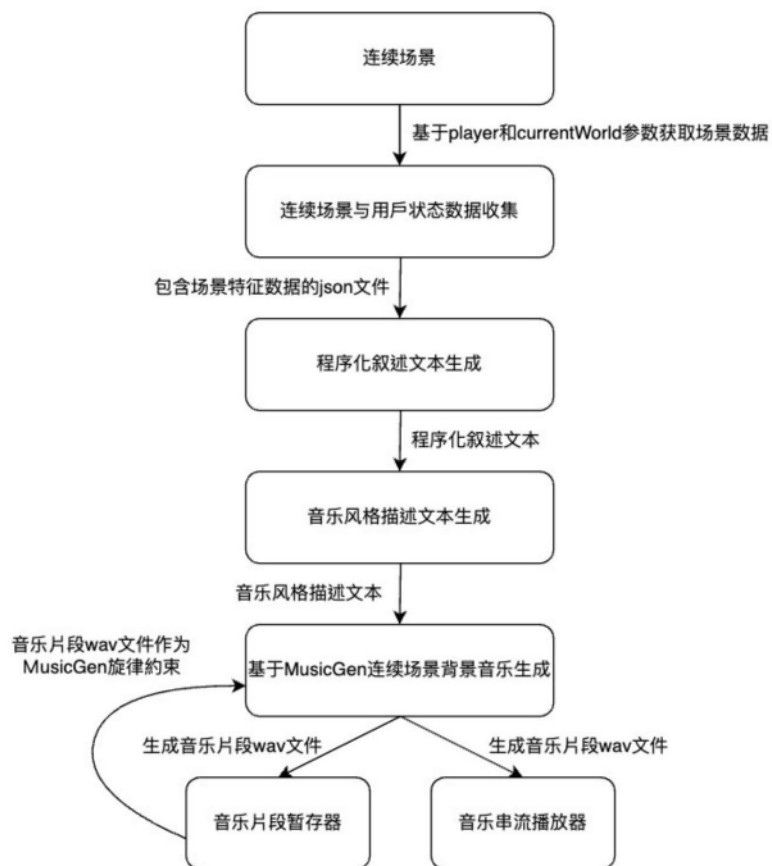 连续场景
基于player和currentWorld参数获取场景数据
连续场景与用戶状态数据收集
包含场景特征数据的json文件
程序化叙述文本生成
程序化叙述文本
音乐风格描述文本生成
音乐风格描述文本
音乐片段wav文件作为
MusicGen旋律約束
基于MusicGen连续场景背景音乐生成
生成音乐片段wav文件
生成音乐片段wav文件
音乐片段暂存器
音乐串流播放器